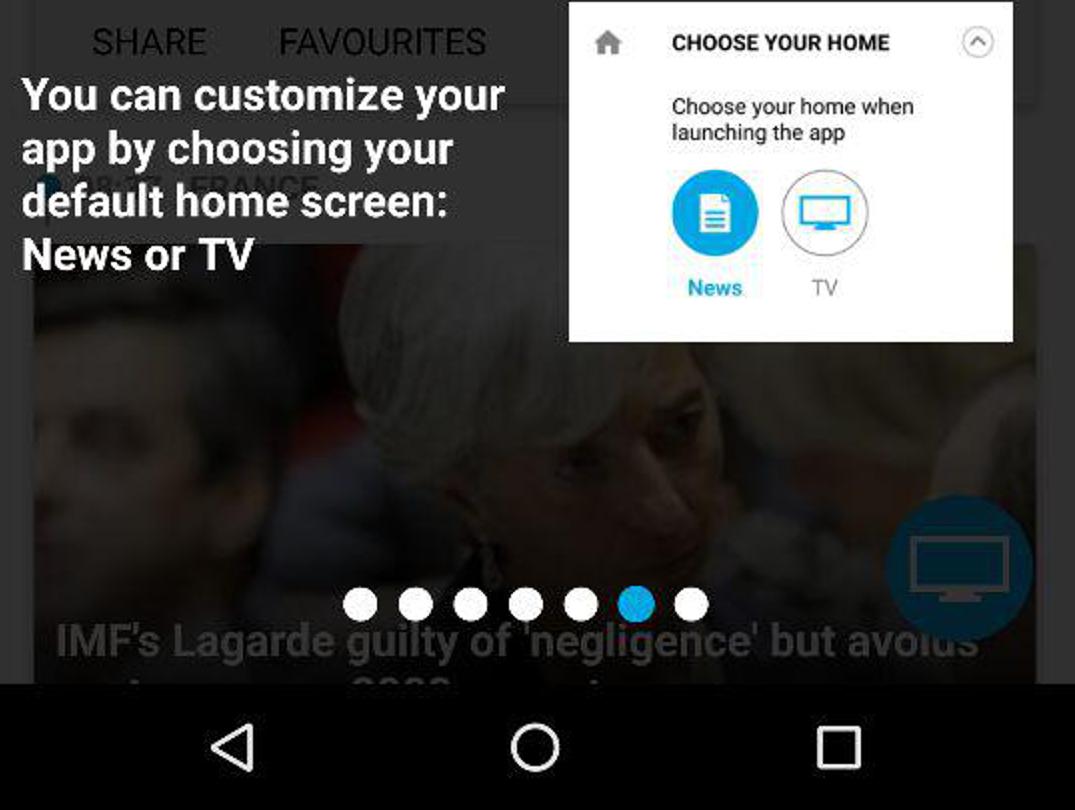 SHARE FAVOURITES
You can customize your
app by choosing your
default home screen:
News or TV
CHOOSE YOUR HOME
Choose your home when
launching the app
News TV
FRANCE
IMF's Lagarde guilty of 'negligence' but avoids